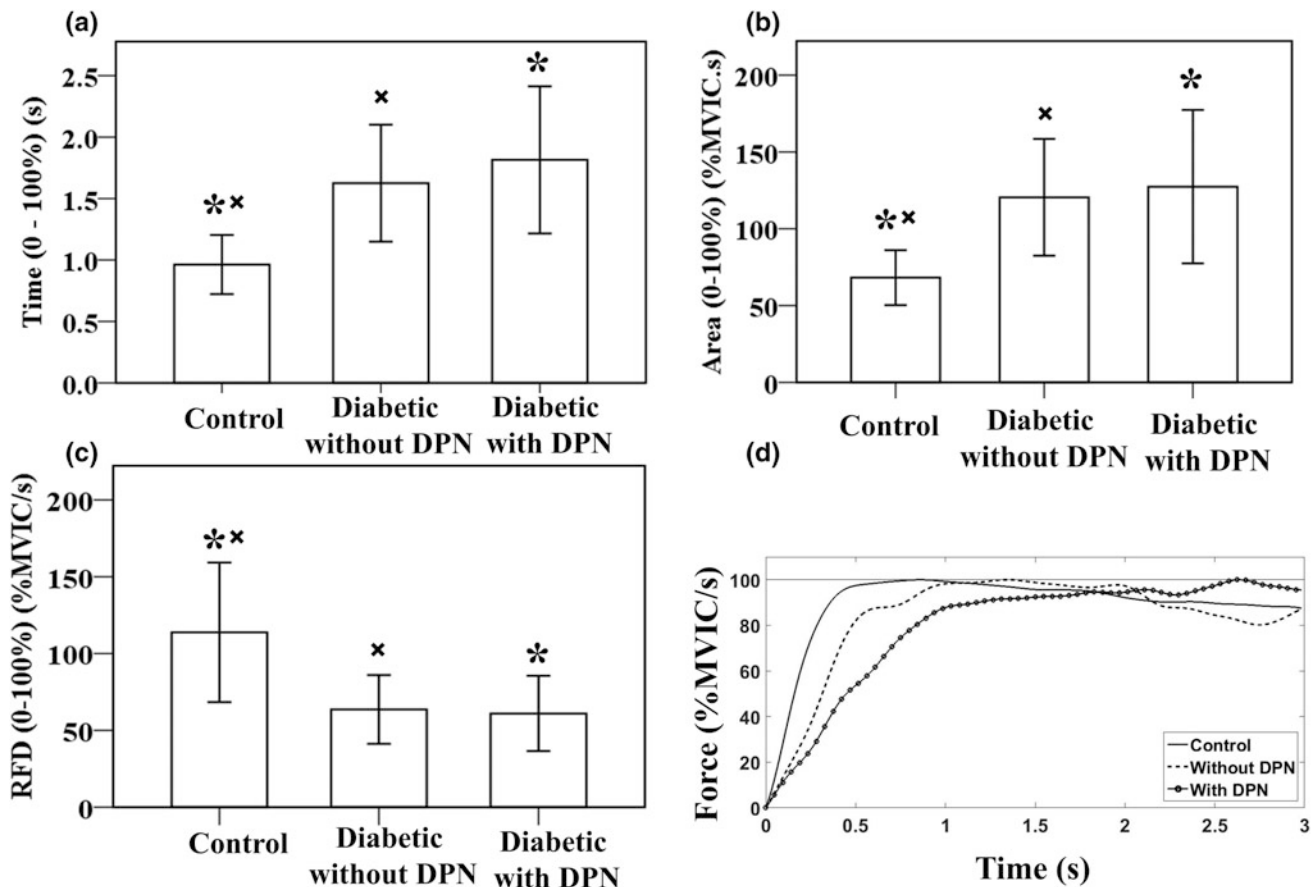 (a)
Time (0 - 100%) (s)
2.5
2.0
1.5
1.0
0.5
0.0
*×
×
*
Control
Diabetic
without DPN
Diabetic
with DPN
(b)
Area (0-100%) (%MVIC.s)
200
150
100
50
0
*×
×
*
Control
Diabetic
without DPN
Diabetic
with DPN
(c)
RFD (0-100%) (%MVIC/s)
200
150
100
50
0
*×
×
*
Control
Diabetic
without DPN
Diabetic
with DPN
(d)
Force (%MVIC/s)
100
80
60
40
20
0
0 0.5 1 1.5 2 2.5 3
Control
Without DPN
With DPN
Time (s)